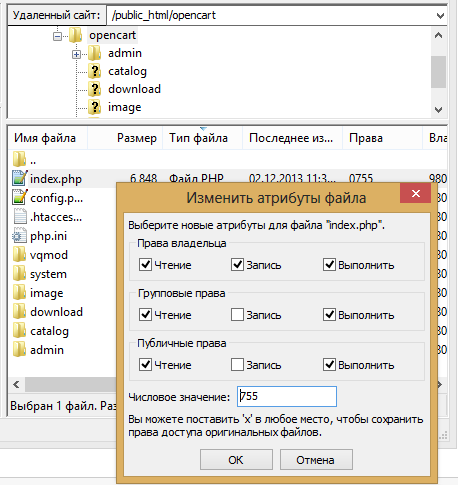 Удаленный сайт: /public_html/opencart
opencart
admin
catalog
download
image
Имя файла Размер Тип файла Последнее из... Права Вла
..
index.php 6 848 Файл PHP 02.12.2013 11:3... 0755 980
config.p...
.htacces...
php.ini
vqmod
system
image
download
catalog
admin
Выбран 1 файл. Раз
Изменить атрибуты файла
Выберите новые атрибуты для файла "index.php".
Права владельца
Чтение Запись Выполнить
Групповые права
Чтение Запись Выполнить
Публичные права
Чтение Запись Выполнить
Числовое значение: 755
Вы можете поставить 'x' в любое место, чтобы сохранить
права доступа оригинальных файлов.
OK Отмена